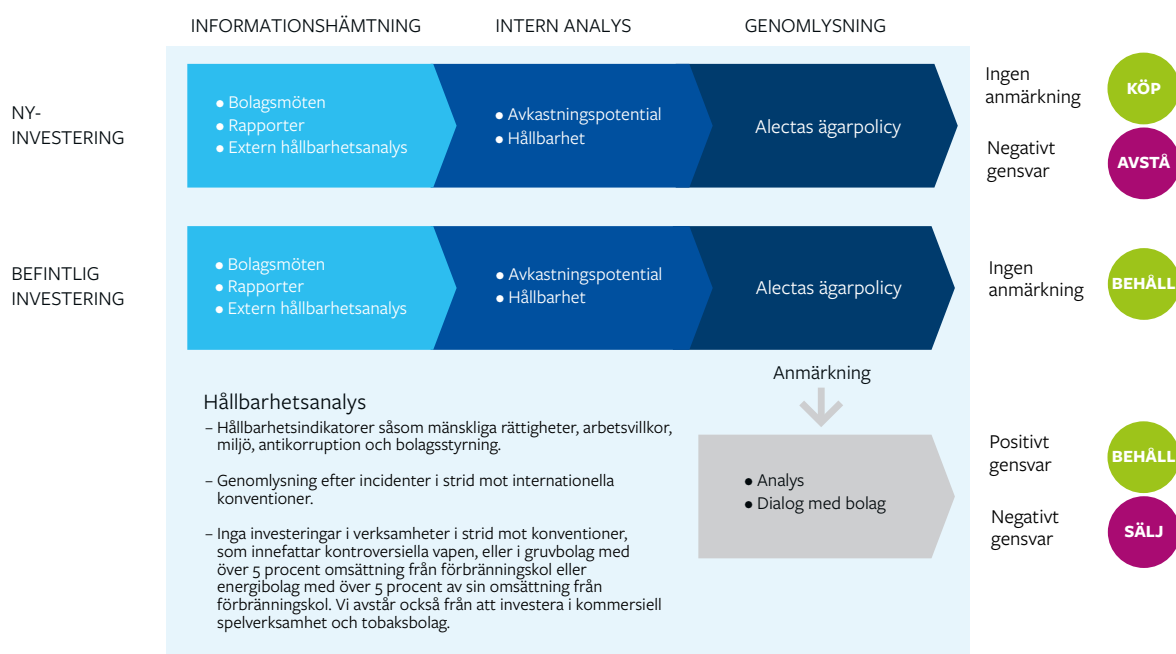 INFORMATIONSHÄMTNING
INTERN ANALYS
GENOMLYSNING
NY-
INVESTERING
● Bolagsmöten
● Rapporter
● Extern hållbarhetsanalys
● Avkastningspotential
● Hållbarhet
Alectas ägarpolicy
Ingen
anmärkning
KÖP
Negativt
gensvar
AVSTÅ
BEFINTLIG
INVESTERING
● Bolagsmöten
● Rapporter
● Extern hållbarhetsanalys
● Avkastningspotential
● Hållbarhet
Alectas ägarpolicy
Ingen
anmärkning
BEHÅLL
Anmärkning
Hållbarhetsanalys
– Hållbarhetsindikatorer såsom mänskliga rättigheter, arbetsvillkor,
miljö, antikorruption och bolagsstyrning.
– Genomlysning efter incidenter i strid mot internationella
konventioner.
– Inga investeringar i verksamheter i strid mot konventioner,
som innefattar kontroversiella vapen, eller i gruvbolag med
över 5 procent omsättning från förbränningskol eller
energibolag med över 5 procent av sin omsättning från
förbränningskol. Vi avstår också från att investera i kommersiell
spelverksamhet och tobaksbolag.
● Analys
● Dialog med bolag
Positivt
gensvar
BEHÅLL
Negativt
gensvar
SÄLJ